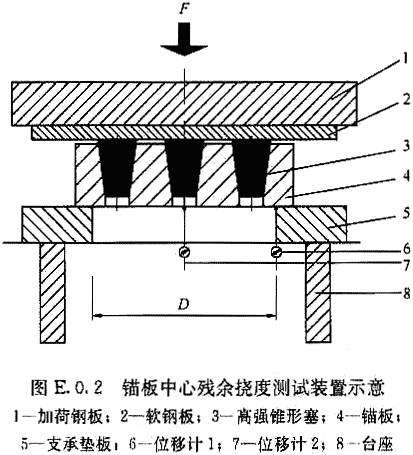 F
1
2
3
4
5
6
7
8
D
图 E.0.2 锚板中心残余挠度测试装置示意
1—加荷钢板；2—软钢板；3—高强锥形塞；4—锚板；
5—支承垫板；6—位移计1；7—位移计2；8—台座